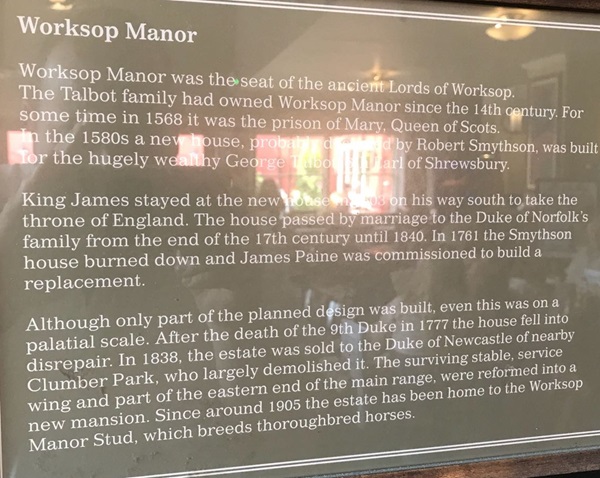 Worksop Manor
Worksop Manor was the seat of the ancient Lords of Worksop.
The Talbot family had owned Worksop Manor since the 14th century. For
some time in 1568 it was the prison of Mary, Queen of Scots.
In the 1580s a new house, probably designed by Robert Smythson, was built
for the hugely wealthy George Talbot, Earl of Shrewsbury.
King James stayed at the new house in 1603 on his way south to take the
throne of England. The house passed by marriage to the Duke of Norfolk's
family from the end of the 17th century until 1840. In 1761 the Smythson
house burned down and James Paine was commissioned to build a
replacement.
Although only part of the planned design was built, even this was on a
palatial scale. After the death of the 9th Duke in 1777 the house fell into
disrepair. In 1838, the estate was sold to the Duke of Newcastle of nearby
Clumber Park, who largely demolished it. The surviving stable, service
wing and part of the eastern end of the main range, were reformed into a
new mansion. Since around 1905 the estate has been home to the Worksop
Manor Stud, which breeds thoroughbred horses.